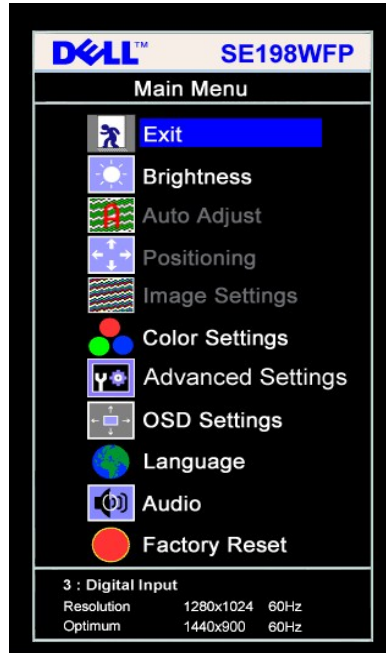 DELL™ SE198WFP
Main Menu
Exit
Brightness
Auto Adjust
Positioning
Image Settings
Color Settings
Advanced Settings
OSD Settings
Language
Audio
Factory Reset
3 : Digital Input
Resolution 1280x1024 60Hz
Optimum 1440x900 60Hz